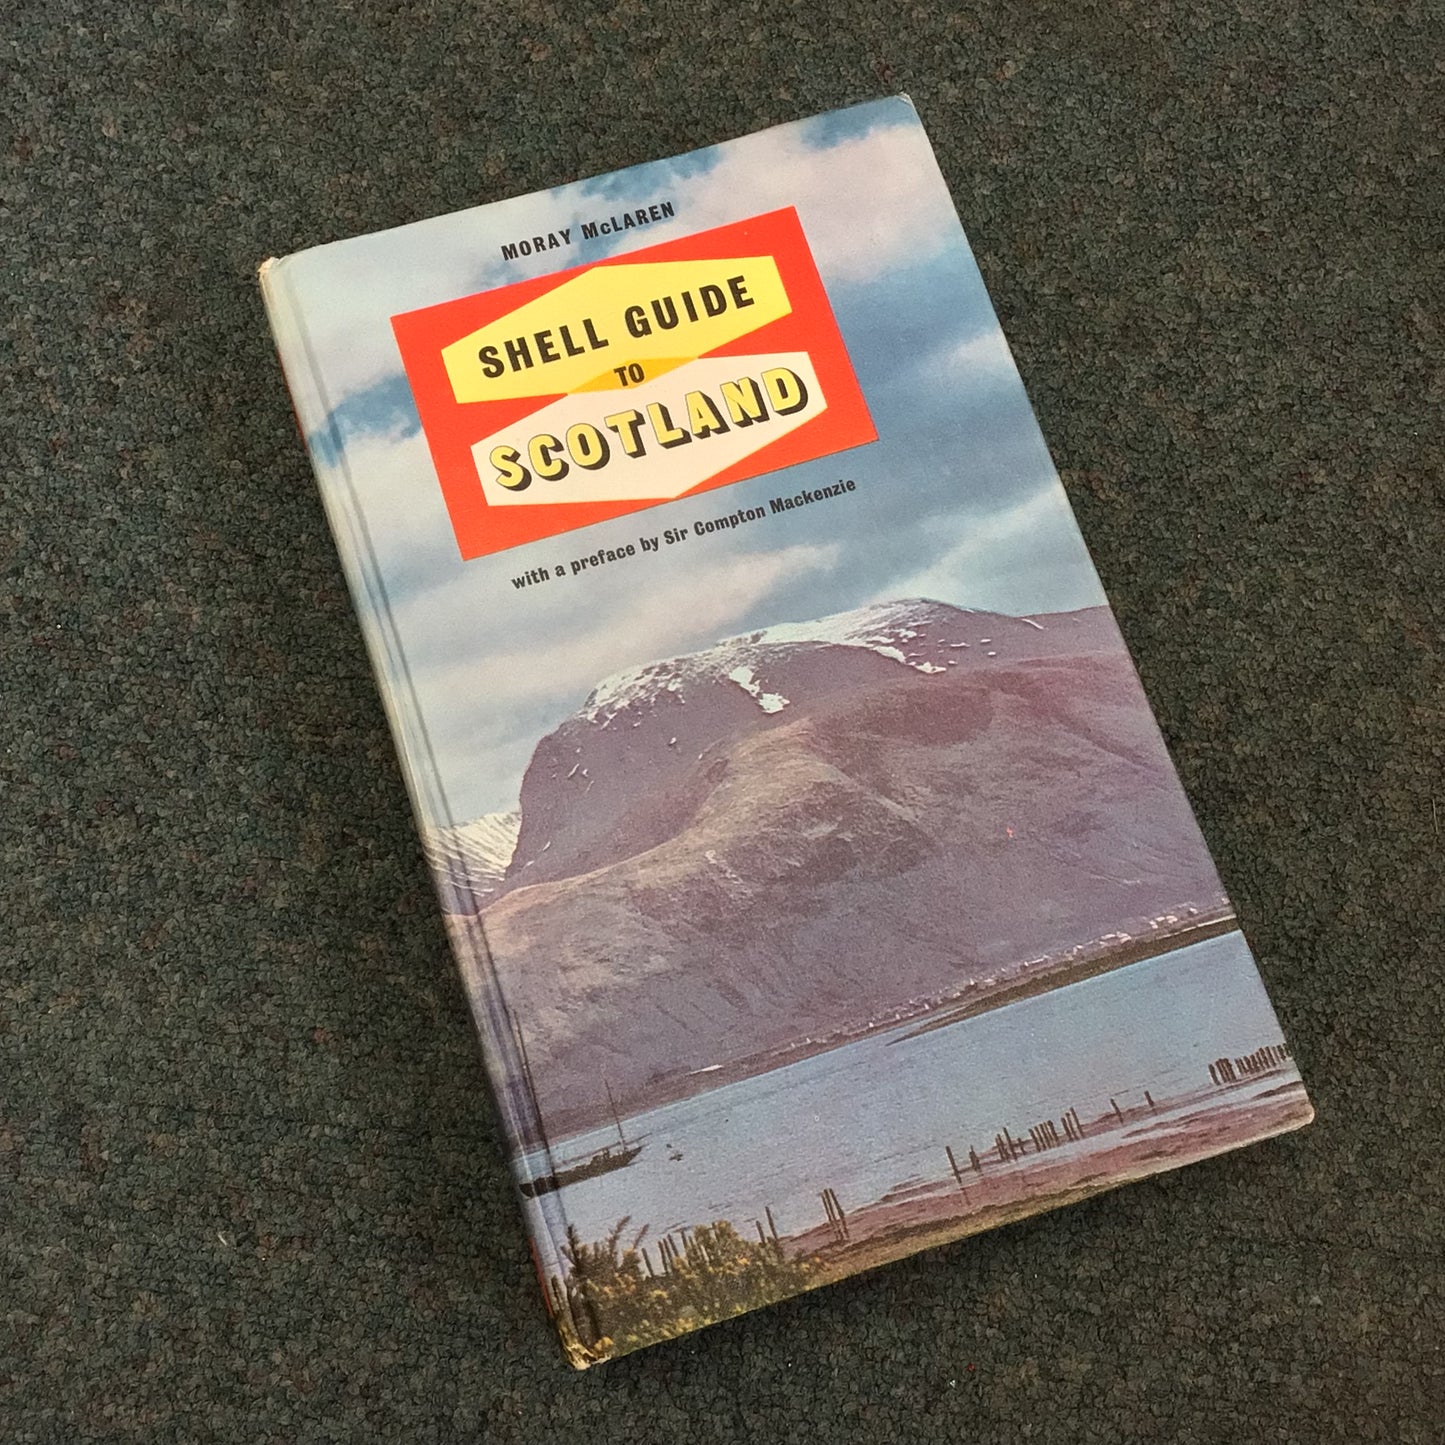 MORAY McLAREN
SHELL GUIDE
TO
SCOTLAND
with a preface by Sir Compton Mackenzie